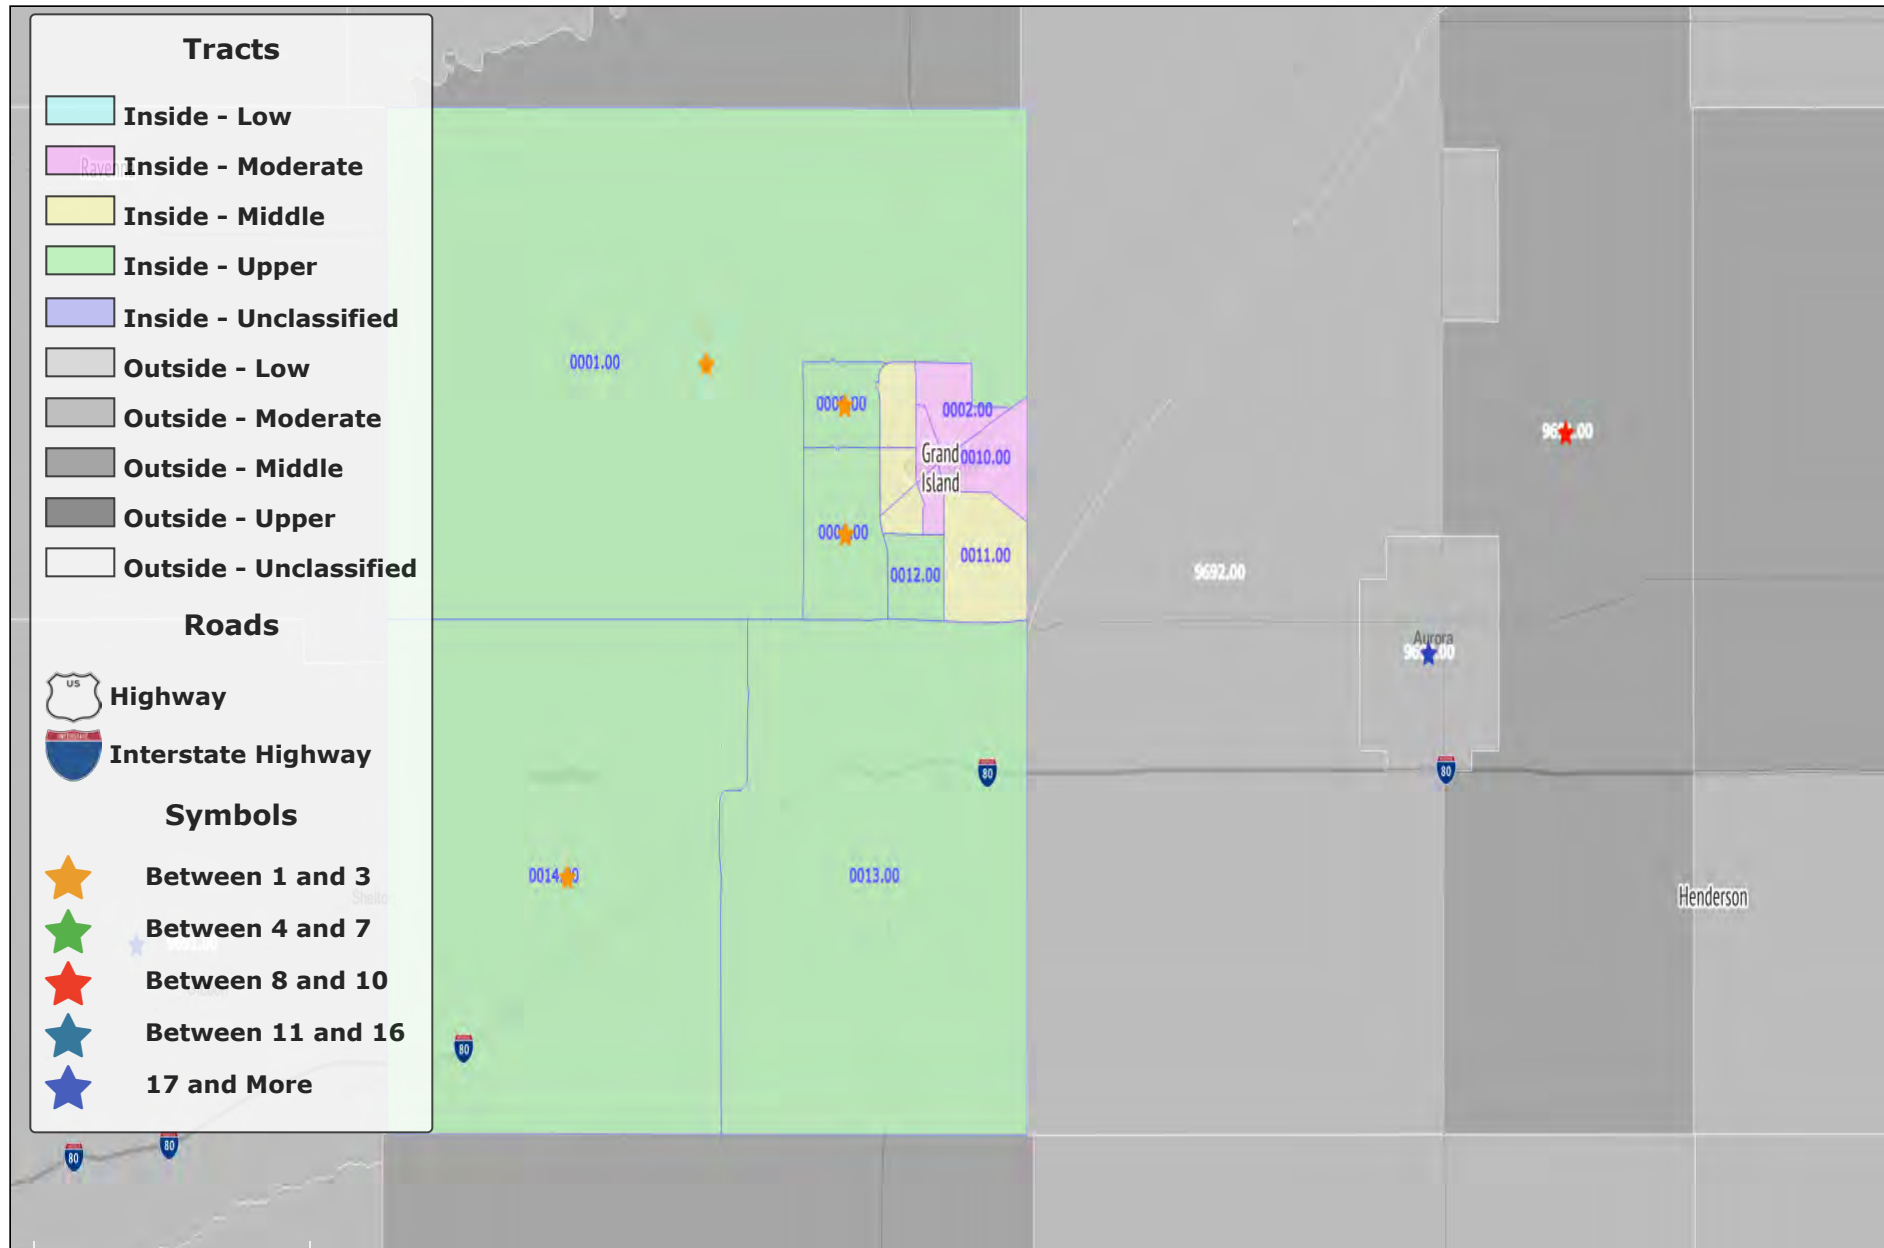 Tracts
Inside - Low
Inside - Moderate
Inside - Middle
Inside - Upper
Inside - Unclassified
Outside - Low
Outside - Moderate
Outside - Middle
Outside - Upper
Outside - Unclassified
Roads
US
Highway
INTERSTATE
Interstate Highway
Symbols
Between 1 and 3
Between 4 and 7
Between 8 and 10
Between 11 and 16
17 and More
0001.00
0002.00
Grand
Island
0010.00
0011.00
0012.00
9692.00
Aurora
80
80
0013.00
Henderson
80
80
80